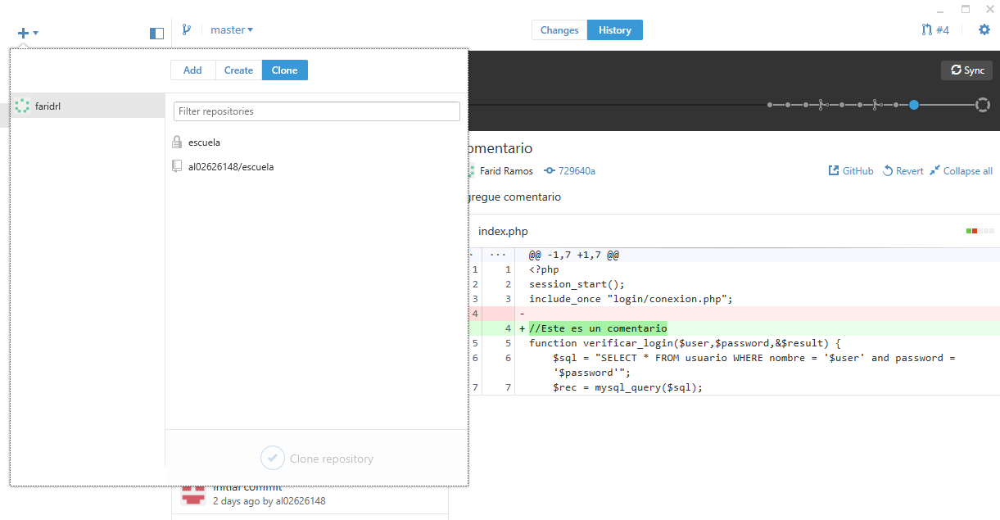 master
Changes
History
#4
Add
Create
Clone
Sync
faridrl
Filter repositories
escuela
al02626148/escuela
Clone repository
initial commit
2 days ago by al02626148
omentario
Farid Ramos
729640a
GitHub
Revert
Collapse all
gregue comentario
index.php
... @@ -1,7 +1,7 @@
1 1 <?php
2 2 session_start();
3 3 include_once "login/conexion.php";
4 -
4 + //Este es un comentario
5 5 function verificar_login($user,$password,&$result) {
6 6 $sql = "SELECT * FROM usuario WHERE nombre = '$user' and password =
'$password'";
7 7 $rec = mysql_query($sql);